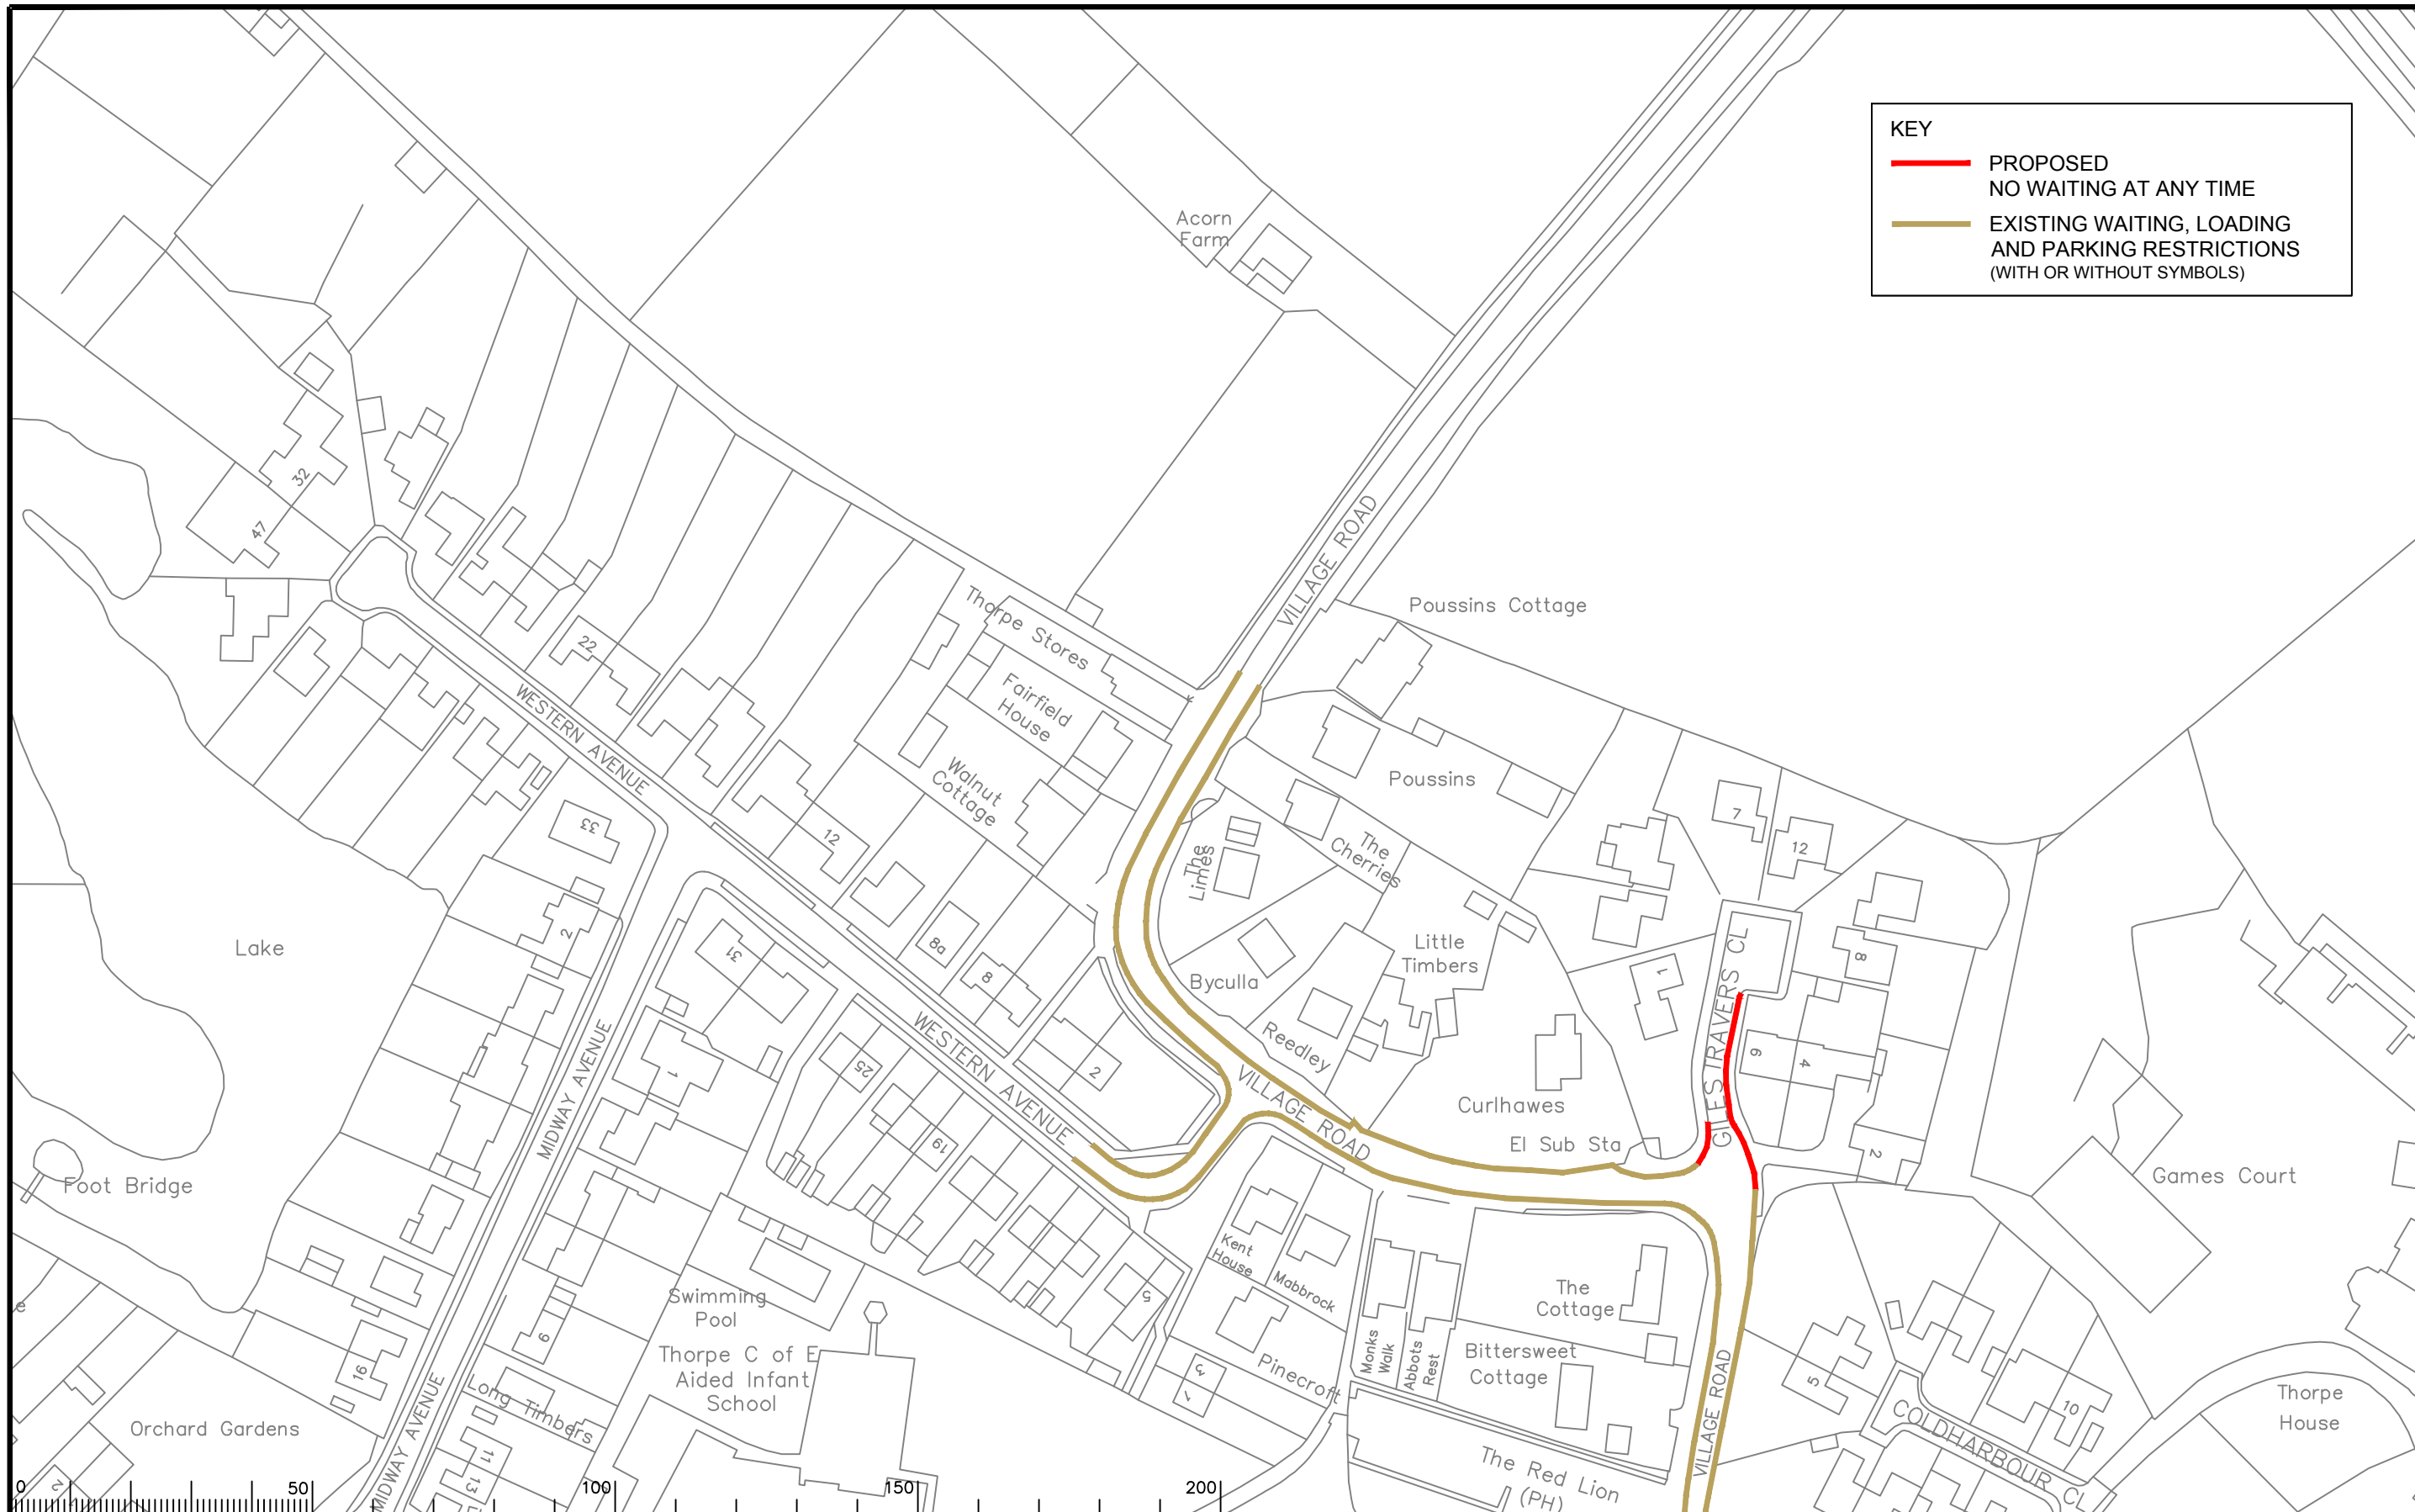 KEY
PROPOSED
NO WAITING AT ANY TIME
EXISTING WAITING, LOADING
AND PARKING RESTRICTIONS
(WITH OR WITHOUT SYMBOLS)
Acorn
Farm
VILLAGE ROAD
Poussins Cottage
32
47
Thorpe Stores
22
Fairfield
House
WESTERN AVENUE
Walnut
Cottage
Poussins
7
12
33
12
The
Cherries
The
Limes
Lake
2
31
8a
8
Little
Timbers
GILES TRAVERS CL
8
1
Byculla
Reedley
WESTERN AVENUE
MIDWAY AVENUE
1
25
2
VILLAGE ROAD
6
4
Curlhawes
El Sub Sta
19
2
Foot Bridge
Games Court
Kent
House
Mabbrock
Swimming
Pool
5
The
Cottage
6
Thorpe C of E
Aided Infant
School
Monks
Walk
Abbots
Rest
Bittersweet
Cottage
VILLAGE ROAD
16
Pinecroft
3
1
5
10
Thorpe
House
MIDWAY AVENUE
Long Timbers
Orchard Gardens
COLDHARBOUR CL
11
13
2
e
The Red Lion
(PH)
0
50
100
150
200